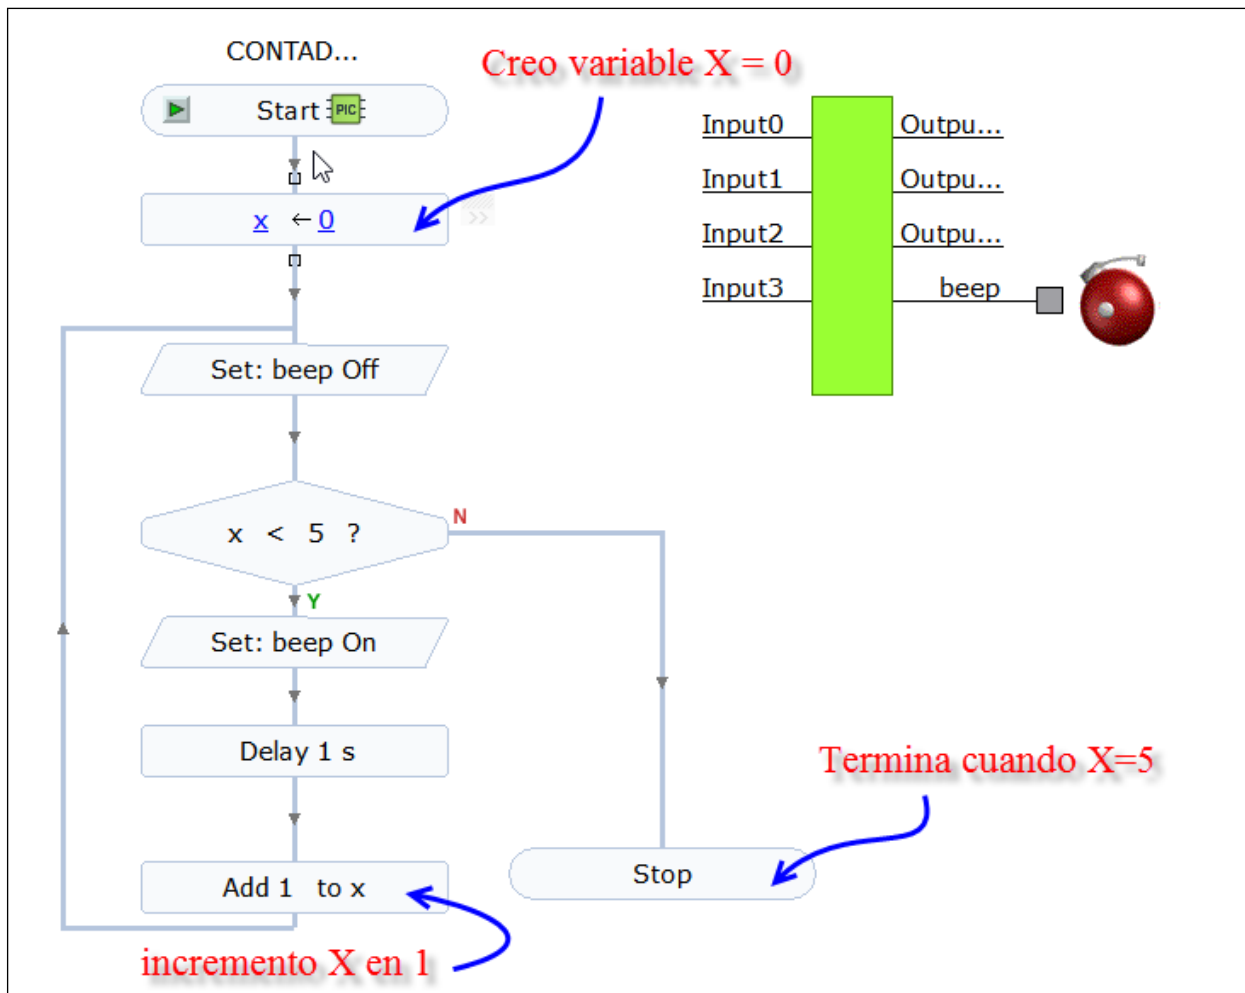 CONTAD...
Creo variable X = 0
Start PIC
x ← 0
>>
Input0
Outpu...
Input1
Outpu...
Input2
Outpu...
Input3
beep
Set: beep Off
x < 5 ?
N
Y
Set: beep On
Delay 1 s
Termina cuando X=5
Add 1 to x
Stop
incremento X en 1